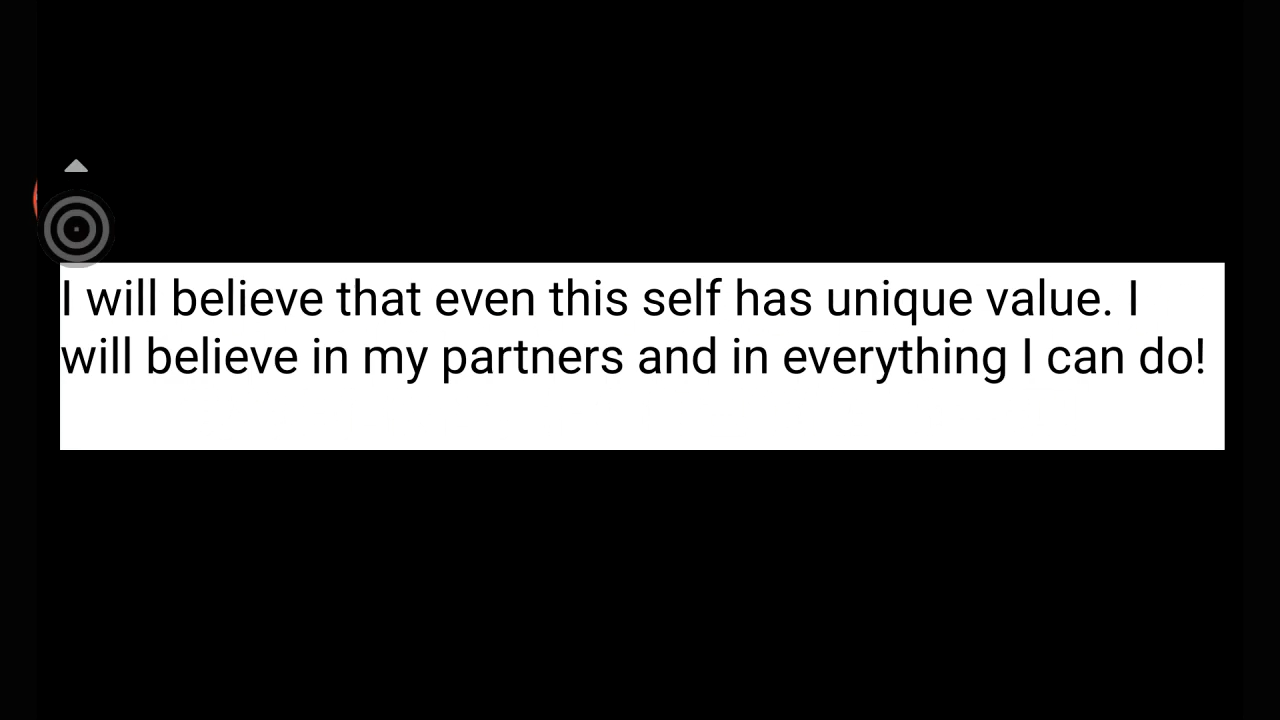 I will believe that even this self has unique value. I
will believe in my partners and in everything I can do!